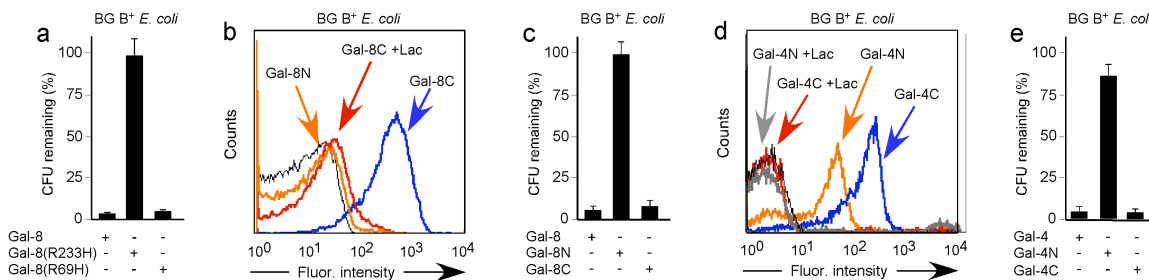 a
BG B⁺ E. coli
CFU remaining (%)
100
75
50
25
0
Gal-8 + - -
Gal-8(R233H) - + -
Gal-8(R69H) - - +
b
BG B⁺ E. coli
Counts
Gal-8N
Gal-8C +Lac
Gal-8C
10⁰ 10¹ 10² 10³ 10⁴
Fluor. intensity
c
BG B⁺ E. coli
CFU remaining (%)
100
75
50
25
0
Gal-8 + - -
Gal-8N - + -
Gal-8C - - +
d
BG B⁺ E. coli
Counts
Gal-4N +Lac
Gal-4N
Gal-4C +Lac
Gal-4C
10⁰ 10¹ 10² 10³ 10⁴
Fluor. intensity
e
BG B⁺ E. coli
CFU remaining (%)
100
75
50
25
0
Gal-4 + - -
Gal-4N - + -
Gal-4C - - +